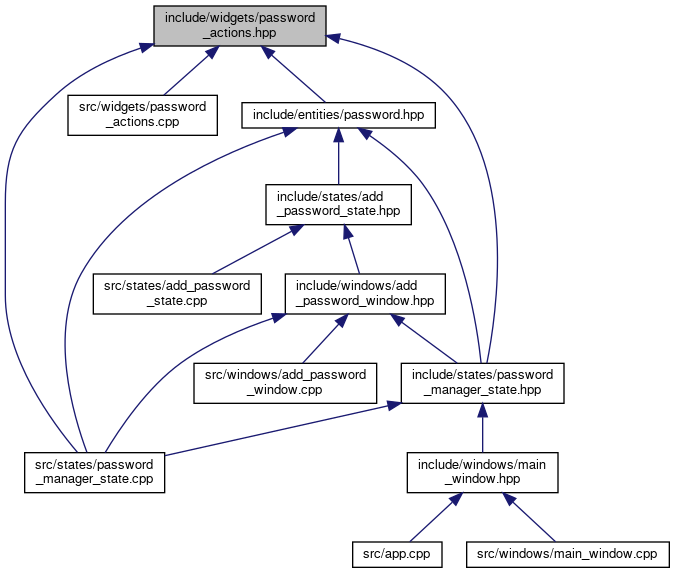 include/widgets/password
_actions.hpp
src/widgets/password
_actions.cpp
include/entities/password.hpp
include/states/add
_password_state.hpp
src/states/add_password
_state.cpp
include/windows/add
_password_window.hpp
src/windows/add_password
_window.cpp
include/states/password
_manager_state.hpp
src/states/password
_manager_state.cpp
include/windows/main
_window.hpp
src/app.cpp
src/windows/main_window.cpp